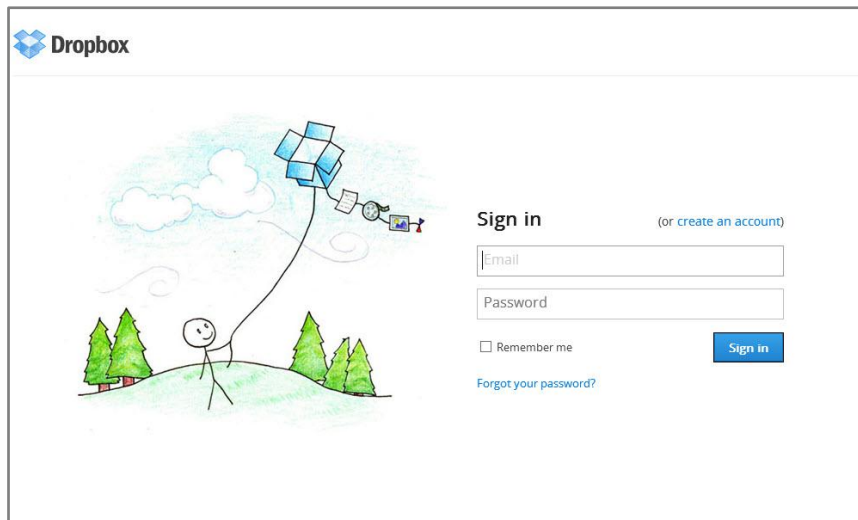 Dropbox
Sign in (or create an account)
Email
Password
Remember me Sign in
Forgot your password?